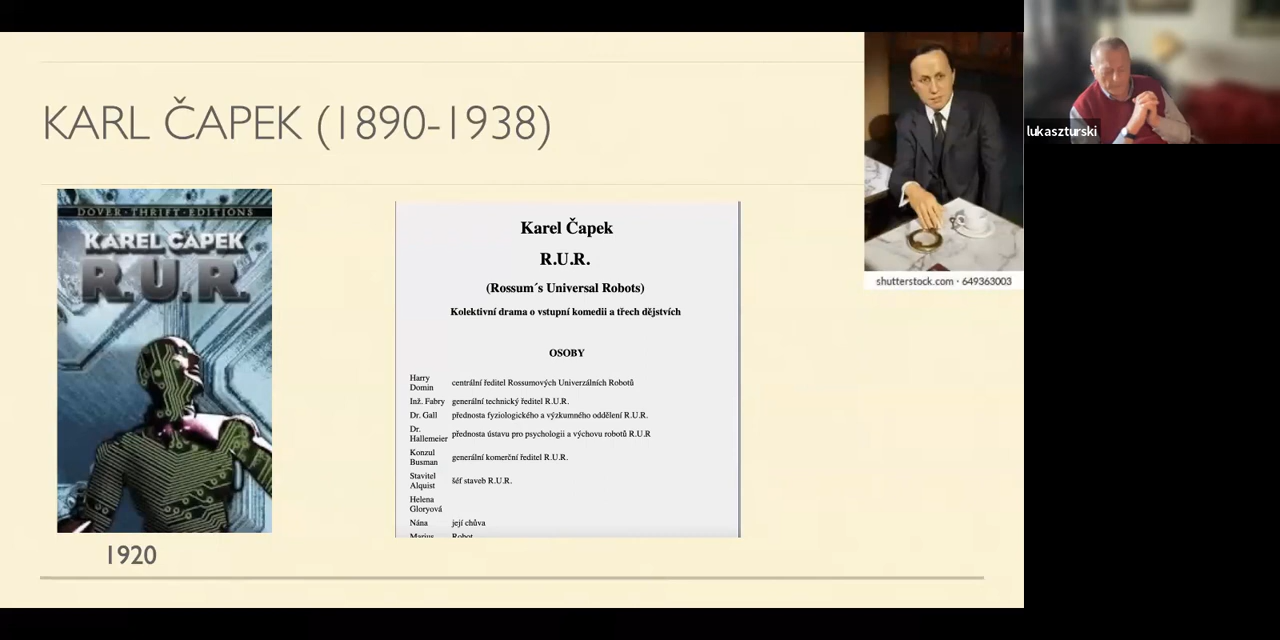 KARL ČAPEK (1890-1938)
DOVER · THRIFT · EDITIONS
KAREL ČAPEK
R.U.R.
1920
Karel Čapek
R.U.R.
(Rossum´s Universal Robots)
Kolektivní drama o vstupní komedii a třech dějstvích
OSOBY
Harry Domin centrální ředitel Rossumových Univerzálních Robotů
Inž. Fabry generální technický ředitel R.U.R.
Dr. Gall přednosta fyziologického a výzkumného oddělení R.U.R.
Dr. Hallemeier přednosta ústavu pro psychologii a výchovu robotů R.U.R
Konzul Busman generální komerční ředitel R.U.R.
Stavitel Alquist šéf staveb R.U.R.
Helena Gloryová
Nána její chůva
Marius Robot
shutterstock.com · 649363003
lukaszturski